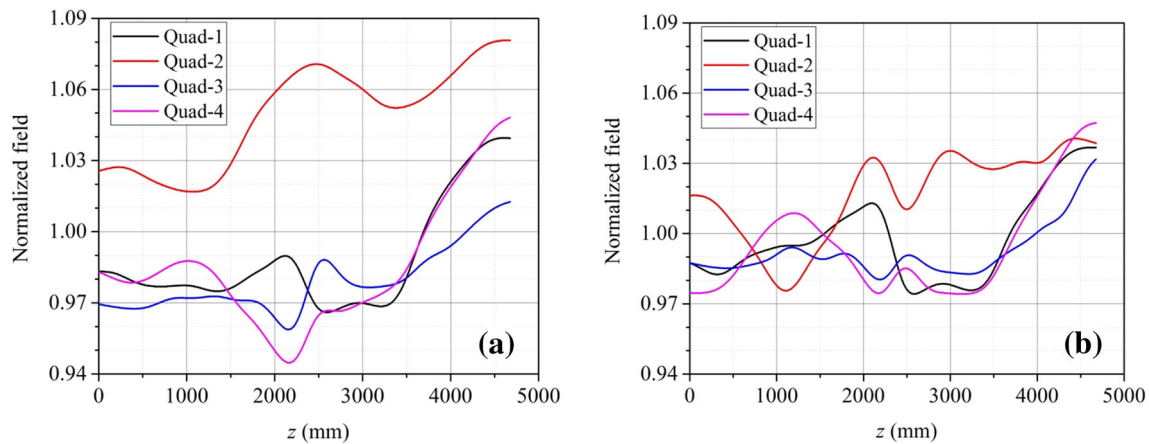 1.09
1.06
1.03
1.00
0.97
0.94
Normalized field
Quad-1
Quad-2
Quad-3
Quad-4
(a)
0 1000 2000 3000 4000 5000
z (mm)
1.09
1.06
1.03
1.00
0.97
0.94
Normalized field
Quad-1
Quad-2
Quad-3
Quad-4
(b)
0 1000 2000 3000 4000 5000
z (mm)